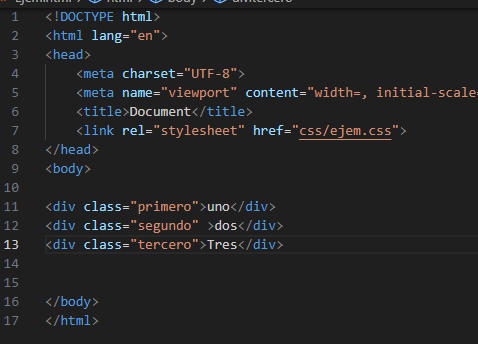 1 <!DOCTYPE html>
2 <html lang="en">
3 <head>
4 <meta charset="UTF-8">
5 <meta name="viewport" content="width=, initial-scale=
6 <title>Document</title>
7 <link rel="stylesheet" href="css/ejem.css">
8 </head>
9 <body>
10
11 <div class="primero">uno</div>
12 <div class="segundo" >dos</div>
13 <div class="tercero">Tres</div>
14
15
16 </body>
17 </html>